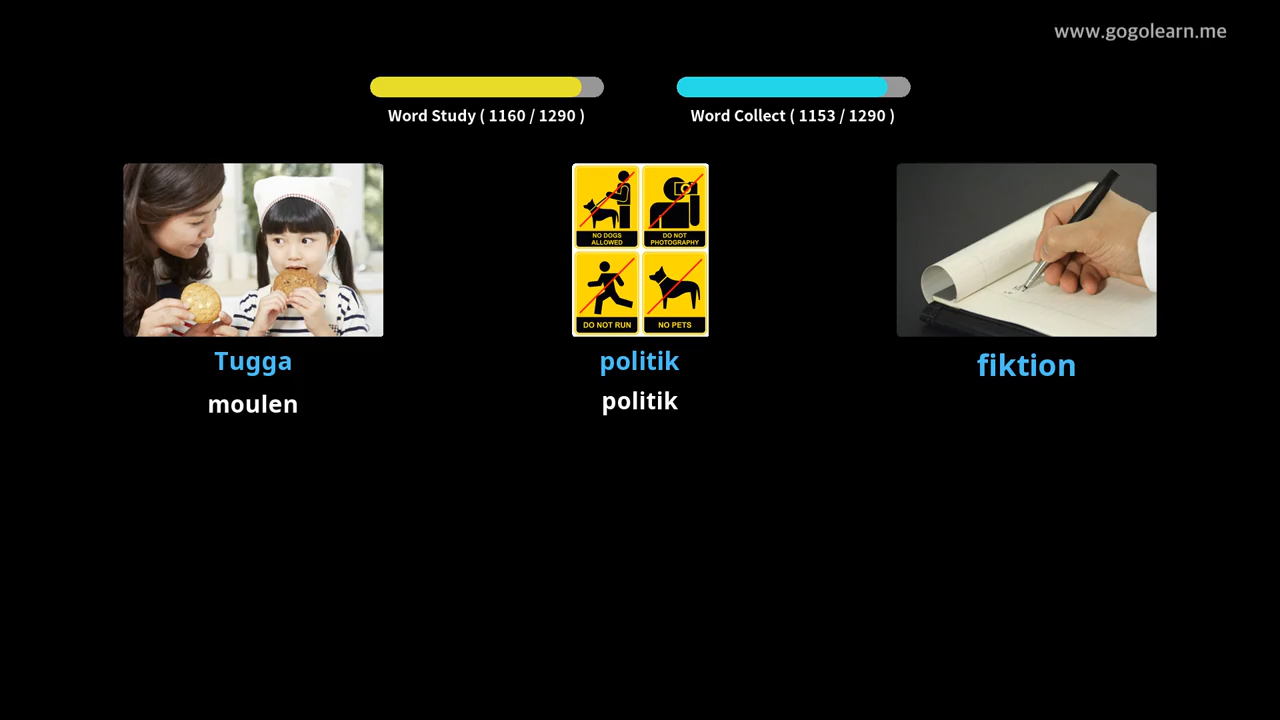 www.gogolearn.me
Word Study ( 1160 / 1290 )
Word Collect ( 1153 / 1290 )
NO DOGS
ALLOWED
DO NOT
PHOTOGRAPHY
DO NOT RUN
NO PETS
Tugga
politik
fiktion
moulen
politik